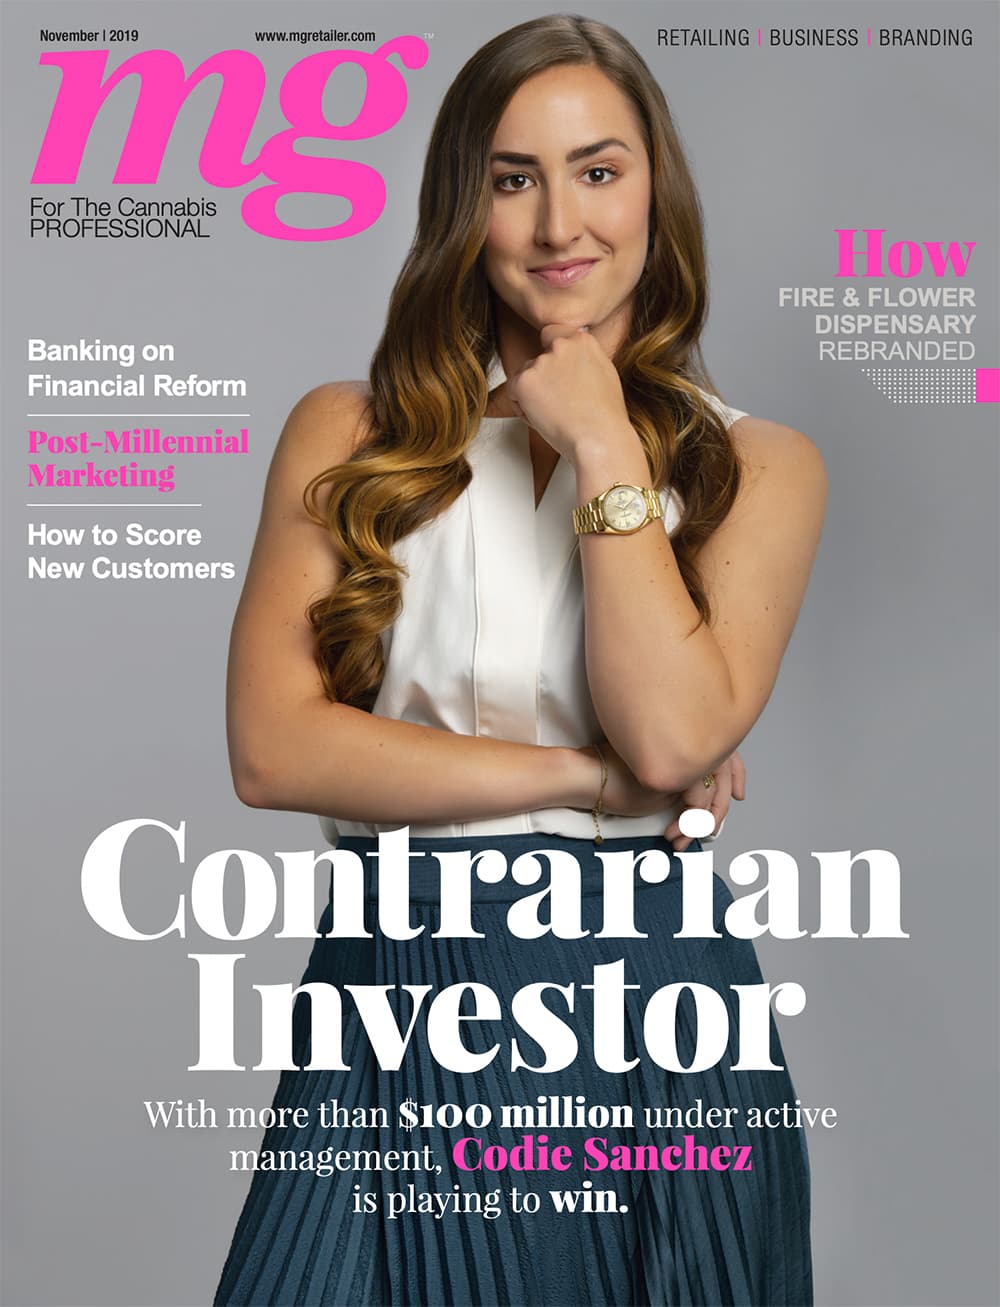 November | 2019
www.mgretailer.com
RETAILING | BUSINESS | BRANDING
mg™
For The Cannabis
PROFESSIONAL
How
FIRE & FLOWER
DISPENSARY
REBRANDED
Banking on
Financial Reform
Post-Millennial
Marketing
How to Score
New Customers
Contrarian
Investor
With more than $100 million under active
management, Codie Sanchez
is playing to win.